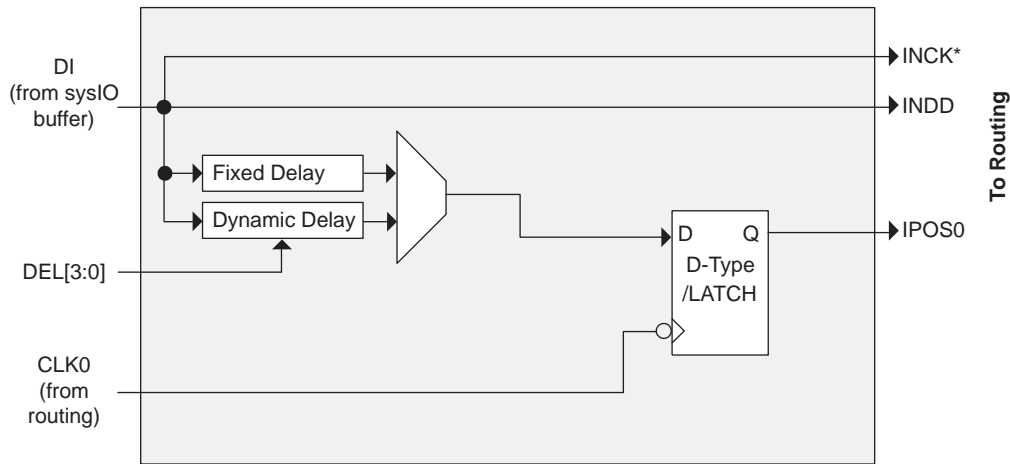 DI
(from sysIO
buffer)
INCK*
INDD
To Routing
Fixed Delay
Dynamic Delay
DEL[3:0]
D Q
D-Type
/LATCH
IPOS0
CLK0
(from
routing)